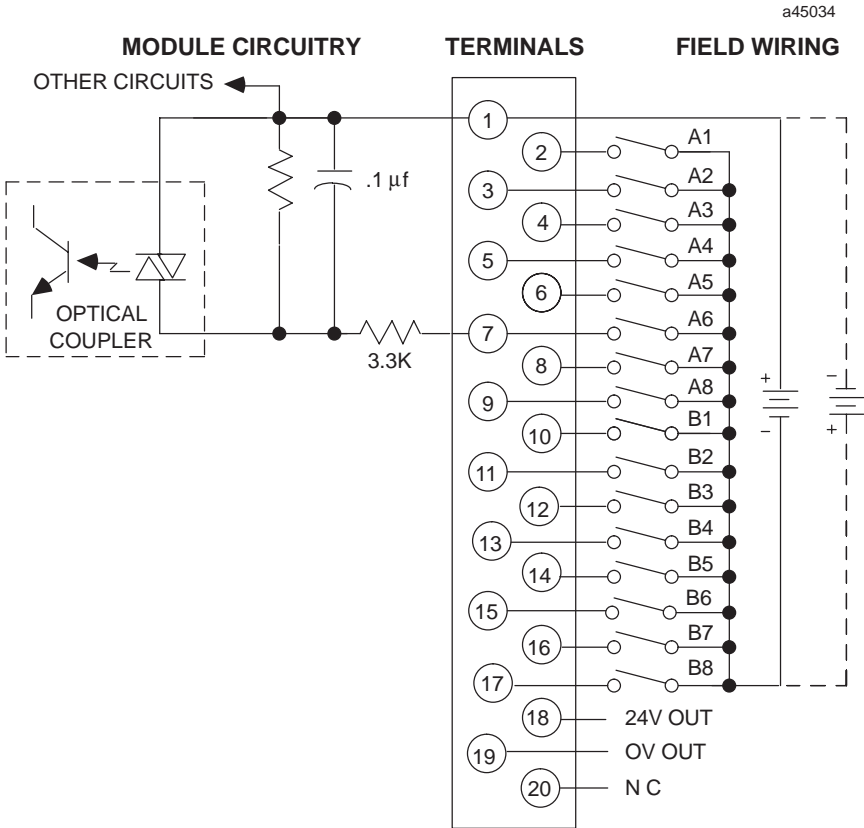 a45034
MODULE CIRCUITRY TERMINALS FIELD WIRING
OTHER CIRCUITS
.1 µf
OPTICAL
COUPLER
3.3K
1
2 A1
3 A2
4 A3
5 A4
6 A5
7 A6
8 A7
9 A8
10 B1
11 B2
12 B3
13 B4
14 B5
15 B6
16 B7
17 B8
18 24V OUT
19 OV OUT
20 N C
+ −
− +